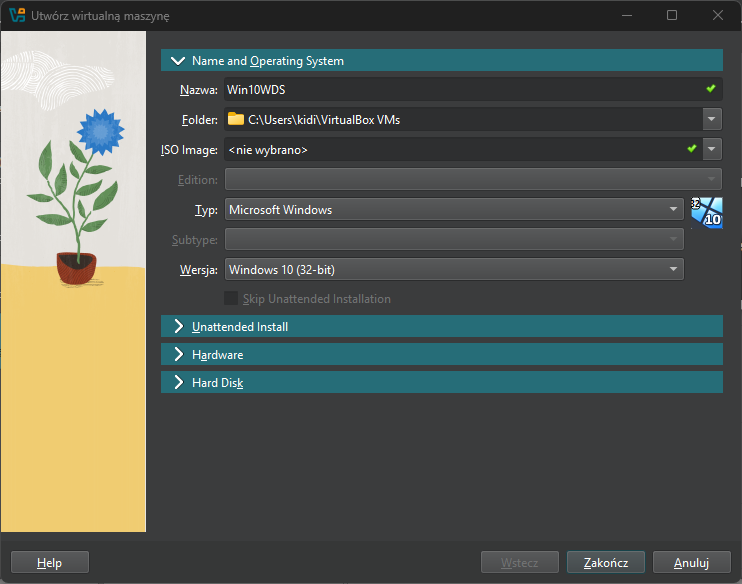 Utwórz wirtualną maszynę
Name and Operating System
Nazwa: Win10WDS
Folder: C:\Users\kidi\VirtualBox VMs
ISO Image: <nie wybrano>
Edition:
Typ: Microsoft Windows
32
10
Subtype:
Wersja: Windows 10 (32-bit)
Skip Unattended Installation
Unattended Install
Hardware
Hard Disk
Help Wstecz Zakończ Anuluj